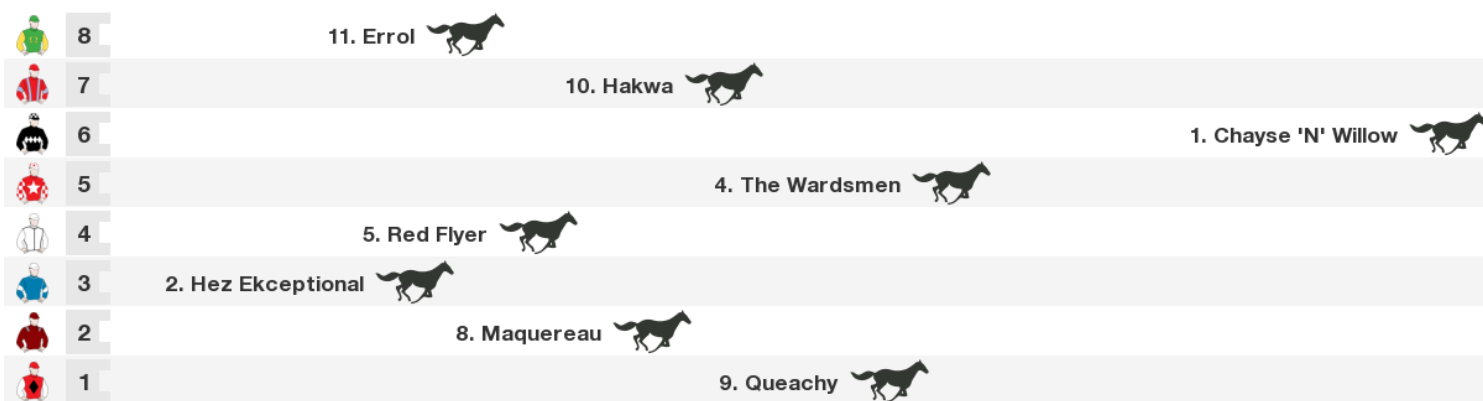 8 11. Errol
7 10. Hakwa
6 1. Chayse 'N' Willow
5 4. The Wardsmen
4 5. Red Flyer
3 2. Hez Ekceptional
2 8. Maquereau
1 9. Queachy